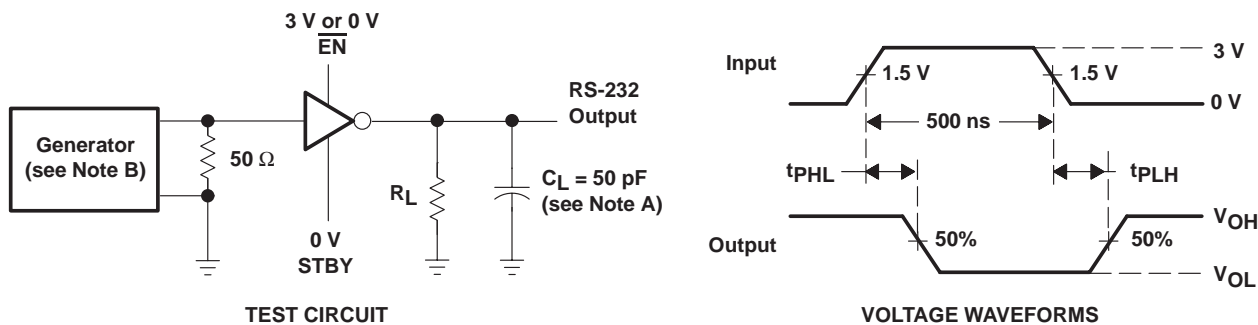 3 V or 0 V
EN
RS-232
Output
Generator
(see Note B)
50 Ω
RL
CL = 50 pF
(see Note A)
0 V
STBY
TEST CIRCUIT
Input
3 V
1.5 V
1.5 V
0 V
500 ns
tPHL
tPLH
Output
VOH
50%
50%
VOL
VOLTAGE WAVEFORMS